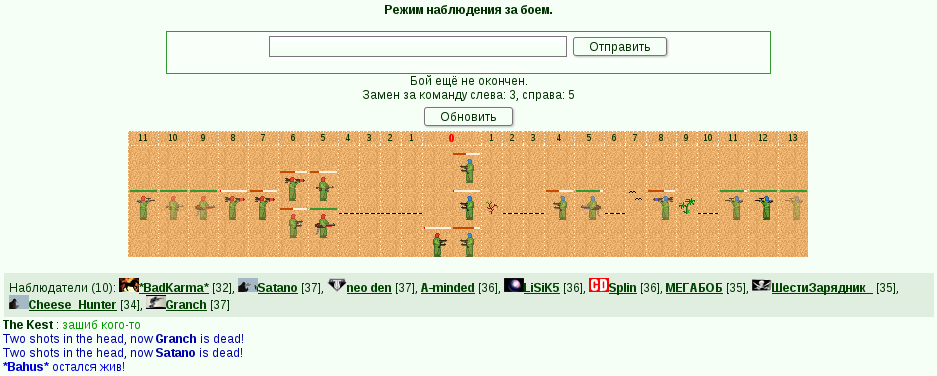 Режим наблюдения за боем.
Отправить
Бой ещё не окончен.
Замен за команду слева: 3, справа: 5
Обновить
11 10 9 8 7 6 5 4 3 2 1 0 1 2 3 4 5 6 7 8 9 10 11 12 13
Наблюдатели (10): *BadKarma* [32], Satano [37], neo den [37], A-minded [36], LiSiK5 [36], CD Splin [36], МЕГАБОБ [35], ШестиЗарядник_ [35],
Cheese_Hunter [34], Granch [37]
The Kest : зашиб кого-то
Two shots in the head, now Granch is dead!
Two shots in the head, now Satano is dead!
*Bahus* остался жив!